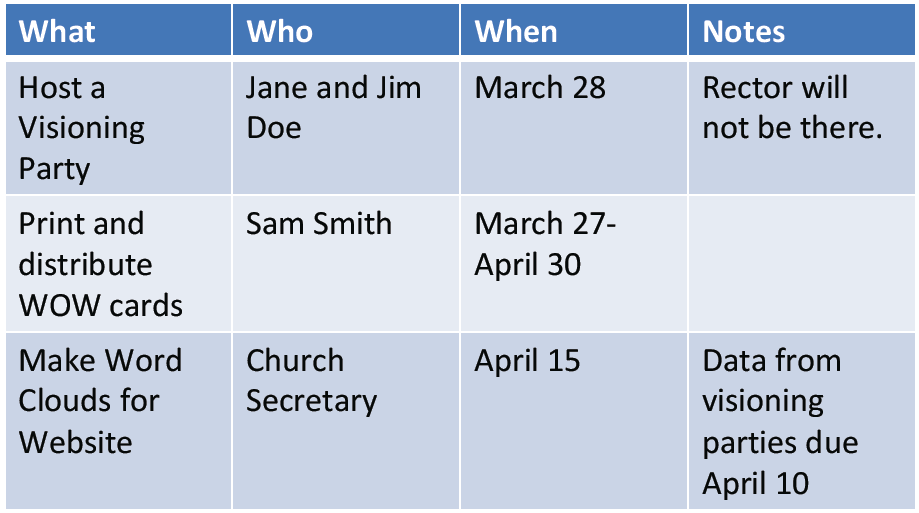 What Who When Notes
Host a Jane and Jim March 28 Rector will
Visioning Doe not be there.
Party
Print and Sam Smith March 27-
distribute April 30
WOW cards
Make Word Church April 15 Data from
Clouds for Secretary visioning
Website parties due
April 10